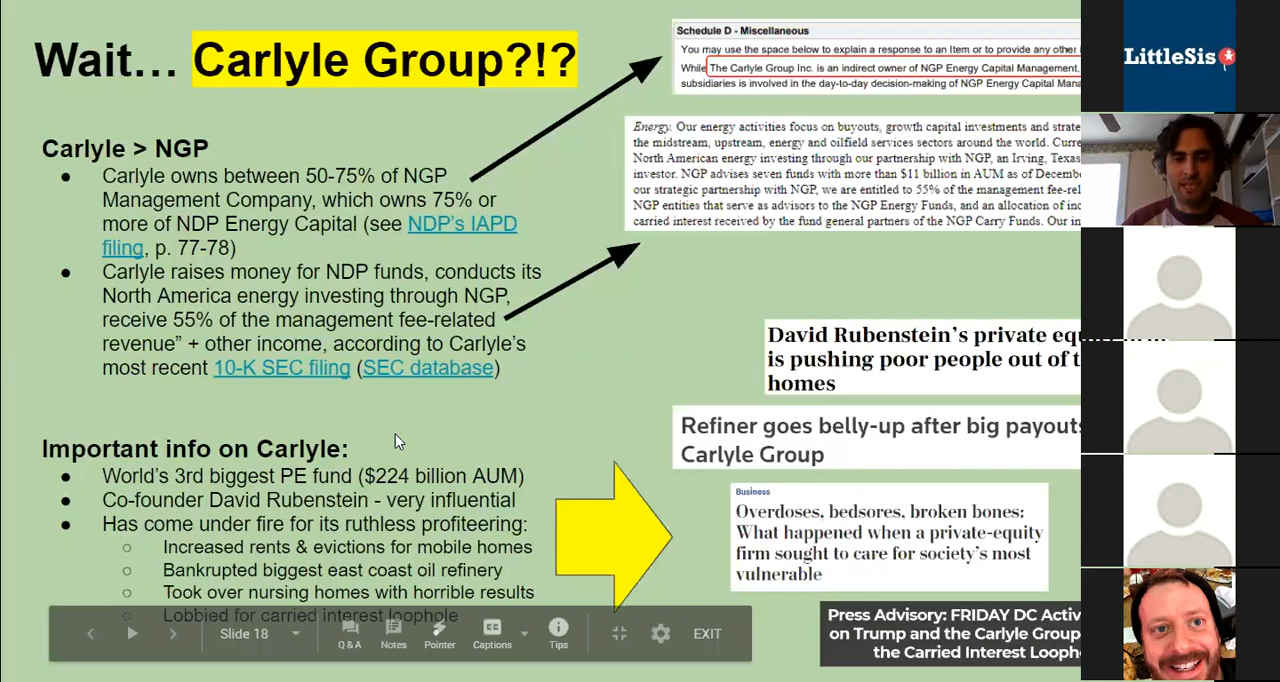 Wait… Carlyle Group?!?
Carlyle > NGP
● Carlyle owns between 50-75% of NGP
Management Company, which owns 75% or
more of NDP Energy Capital (see NDP's IAPD
filing, p. 77-78)
● Carlyle raises money for NDP funds, conducts its
North America energy investing through NGP,
receive 55% of the management fee-related
revenue” + other income, according to Carlyle’s
most recent 10-K SEC filing (SEC database)
Important info on Carlyle:
● World’s 3rd biggest PE fund ($224 billion AUM)
● Co-founder David Rubenstein - very influential
● Has come under fire for its ruthless profiteering:
○ Increased rents & evictions for mobile homes
○ Bankrupted biggest east coast oil refinery
○ Took over nursing homes with horrible results
○ Lobbied for carried interest loophole
Schedule D - Miscellaneous
You may use the space below to explain a response to an Item or to provide any other
While The Carlyle Group Inc. is an indirect owner of NGP Energy Capital Management,
subsidiaries is involved in the day-to-day decision-making of NGP Energy Capital Mana
Energy. Our energy activities focus on buyouts, growth capital investments and strate
the midstream, upstream, energy and oilfield services sectors around the world. Curre
North American energy investing through our partnership with NGP, an Irving, Texas
investor. NGP advises seven funds with more than $11 billion in AUM as of Decembe
our strategic partnership with NGP, we are entitled to 55% of the management fee-rel
NGP entities that serve as advisors to the NGP Energy Funds, and an allocation of inc
carried interest received by the fund general partners of the NGP Carry Funds. Our in
David Rubenstein’s private eq
is pushing poor people out of t
homes
Refiner goes belly-up after big payouts
Carlyle Group
Business
Overdoses, bedsores, broken bones:
What happened when a private-equity
firm sought to care for society’s most
vulnerable
Press Advisory: FRIDAY DC Activ
on Trump and the Carlyle Group
the Carried Interest Looph
LittleSis
Slide 18
Q & A
Notes
Pointer
Captions
Tips
EXIT